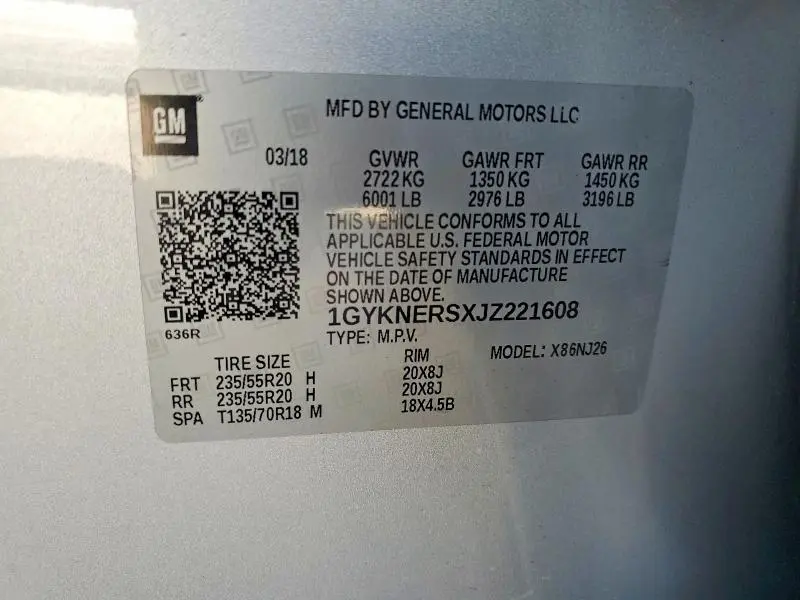 GM
MFD BY GENERAL MOTORS LLC
03/18 GVWR GAWR FRT GAWR RR
2722 KG 1350 KG 1450 KG
6001 LB 2976 LB 3196 LB
THIS VEHICLE CONFORMS TO ALL
APPLICABLE U.S. FEDERAL MOTOR
VEHICLE SAFETY STANDARDS IN EFFECT
ON THE DATE OF MANUFACTURE
SHOWN ABOVE.
1GYKNERSXJZ221608
636R
TYPE: M.P.V. MODEL: X86NJ26
TIRE SIZE RIM
FRT 235/55R20 H 20X8J
RR 235/55R20 H 20X8J
SPA T135/70R18 M 18X4.5B